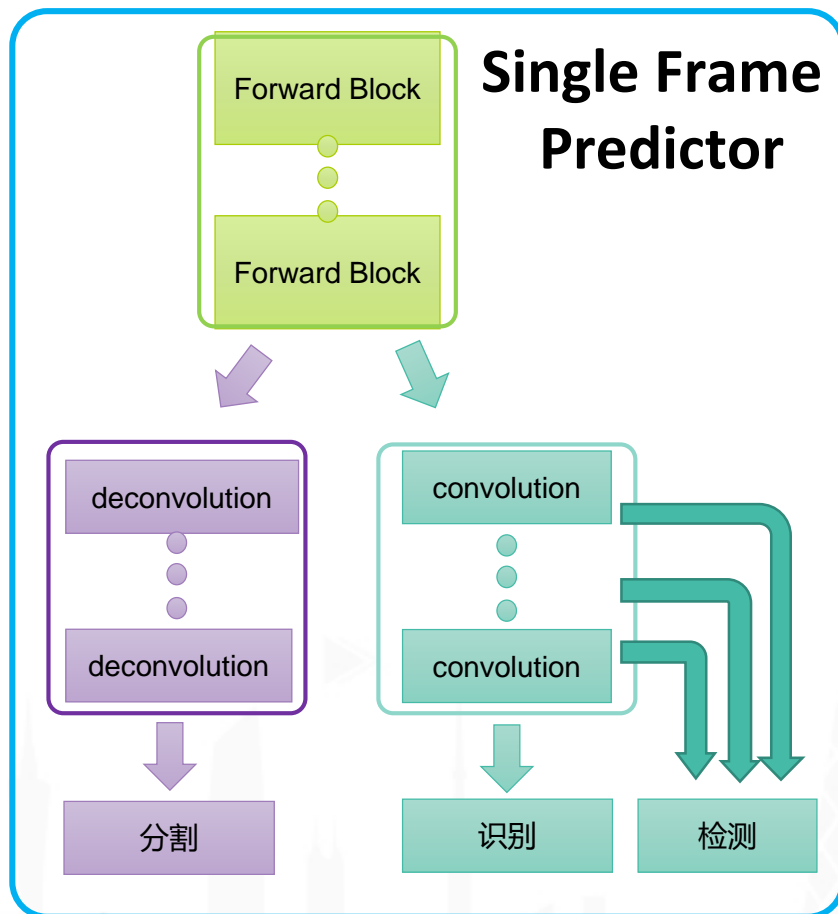 Single Frame
Predictor
Forward Block
Forward Block
deconvolution
deconvolution
convolution
convolution
分割
识别
检测